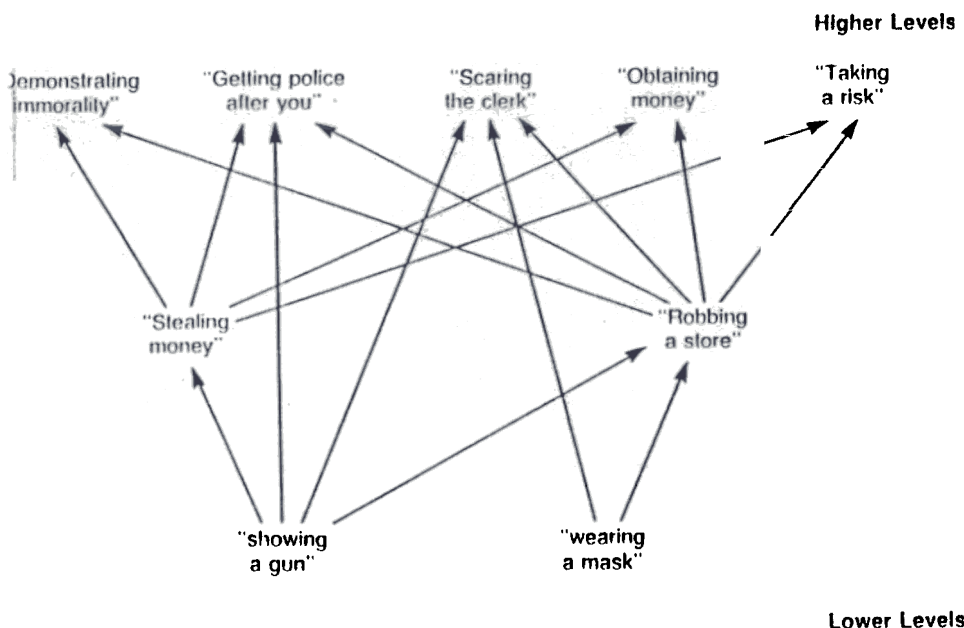 Higher Levels
Demonstrating
immorality”
“Getting police
after you”
“Scaring
the clerk”
“Obtaining
money”
“Taking
a risk”
“Stealing
money”
“Robbing
a store”
“showing
a gun”
“wearing
a mask”
Lower Levels